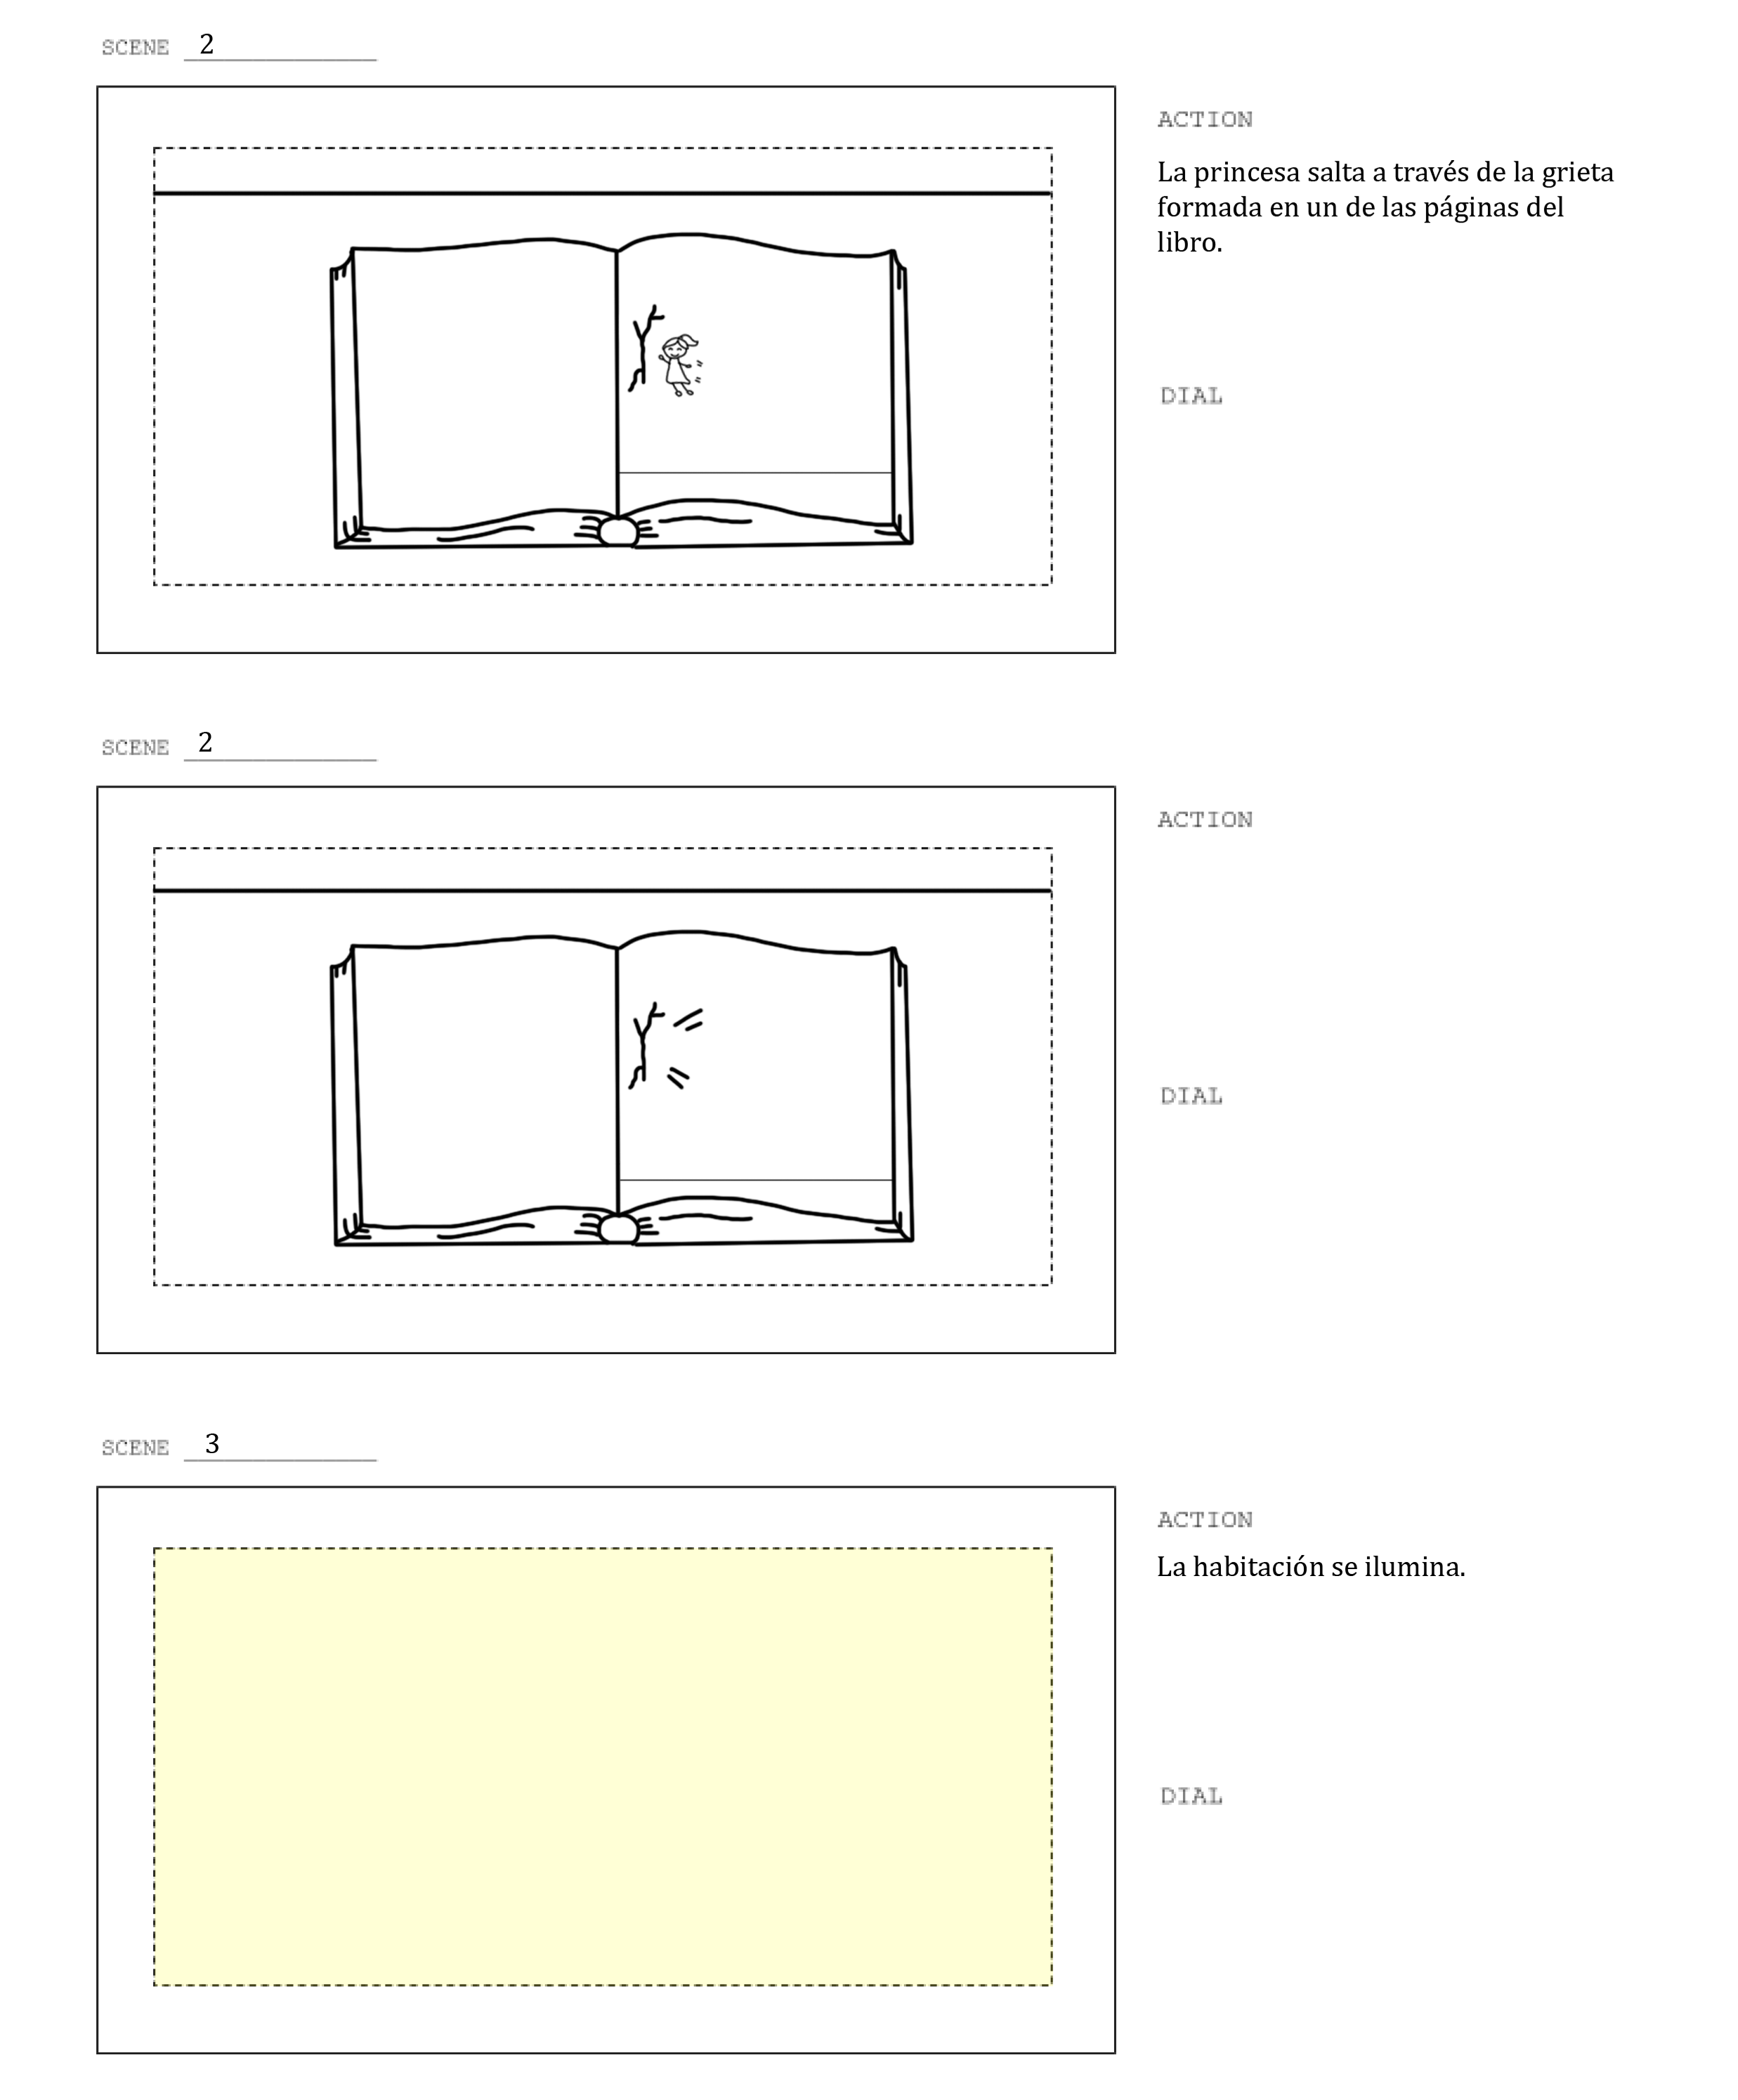 SCENE 2
ACTION
La princesa salta a través de la grieta
formada en un de las páginas del
libro.
DIAL
SCENE 2
ACTION
DIAL
SCENE 3
ACTION
La habitación se ilumina.
DIAL